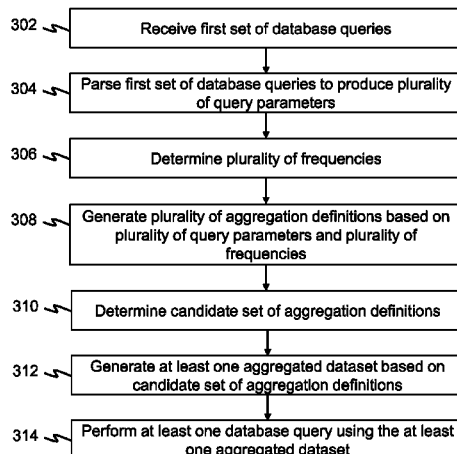 302
Receive first set of database queries
304
Parse first set of database queries to produce plurality
of query parameters
306
Determine plurality of frequencies
308
Generate plurality of aggregation definitions based on
plurality of query parameters and plurality of
frequencies
310
Determine candidate set of aggregation definitions
312
Generate at least one aggregated dataset based on
candidate set of aggregation definitions
314
Perform at least one database query using the at least
one aggregated dataset